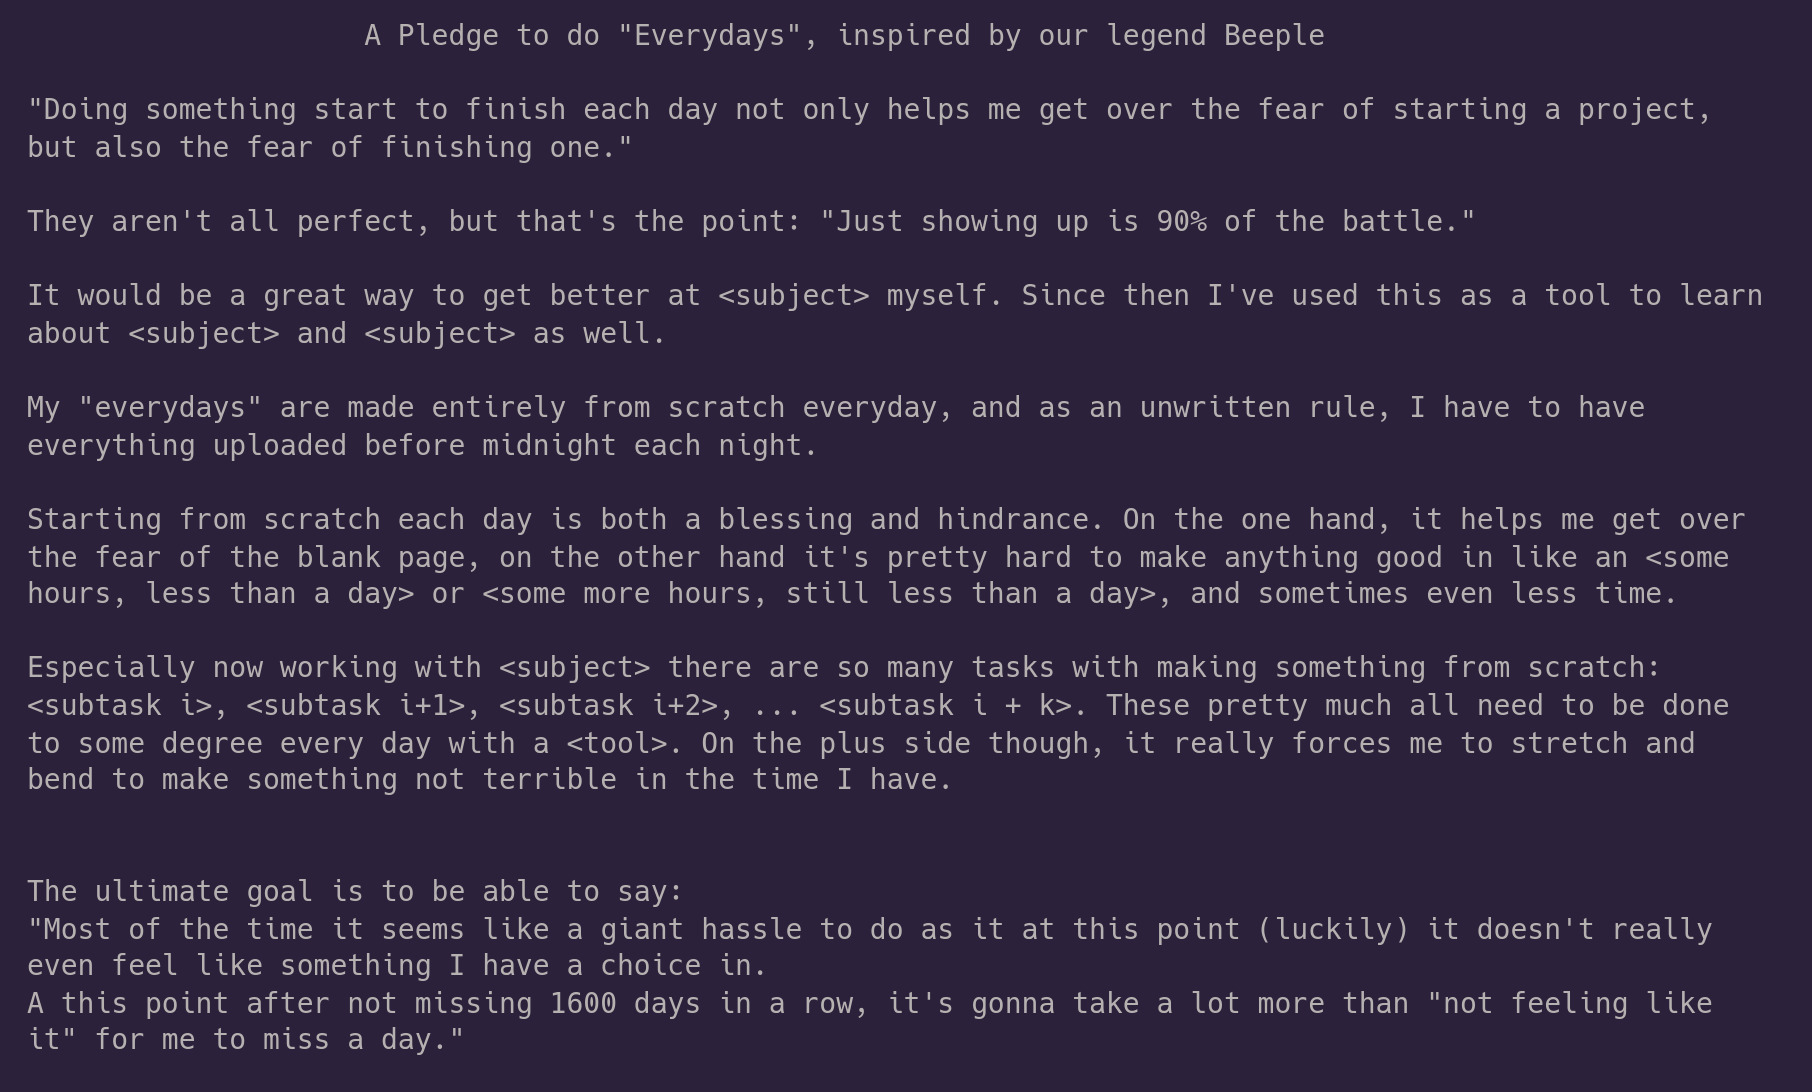 A Pledge to do "Everydays", inspired by our legend Beeple
"Doing something start to finish each day not only helps me get over the fear of starting a project,
but also the fear of finishing one."
They aren't all perfect, but that's the point: "Just showing up is 90% of the battle."
It would be a great way to get better at <subject> myself. Since then I've used this as a tool to learn
about <subject> and <subject> as well.
My "everydays" are made entirely from scratch everyday, and as an unwritten rule, I have to have
everything uploaded before midnight each night.
Starting from scratch each day is both a blessing and hindrance. On the one hand, it helps me get over
the fear of the blank page, on the other hand it's pretty hard to make anything good in like an <some
hours, less than a day> or <some more hours, still less than a day>, and sometimes even less time.
Especially now working with <subject> there are so many tasks with making something from scratch:
<subtask i>, <subtask i+1>, <subtask i+2>, ... <subtask i + k>. These pretty much all need to be done
to some degree every day with a <tool>. On the plus side though, it really forces me to stretch and
bend to make something not terrible in the time I have.
The ultimate goal is to be able to say:
"Most of the time it seems like a giant hassle to do as it at this point (luckily) it doesn't really
even feel like something I have a choice in.
A this point after not missing 1600 days in a row, it's gonna take a lot more than "not feeling like
it" for me to miss a day."